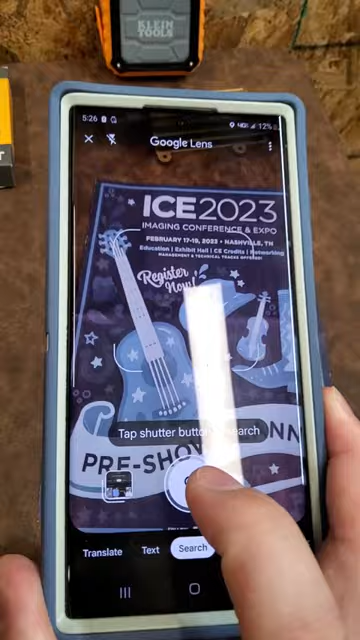 KLEIN
TOOLS
5:26
12%
Google Lens
ICE2023
IMAGING CONFERENCE & EXPO
FEBRUARY 17-19, 2023 • NASHVILLE, TN
Education | Exhibit Hall | CE Credits | Networking
MANAGEMENT & TECHNICAL TRACKS OFFERED!
Register
Now!
Tap shutter button search
PRE-SHOW
Translate
Text
Search